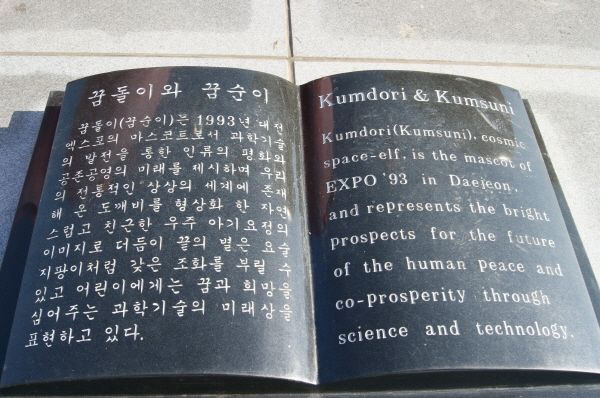 꿈돌이와 꿈순이
꿈돌이(꿈순이)는 1993년 대전
엑스포의 마스코트로서 과학기술
의 발전을 통한 인류의 평화와
공존공영의 미래를 제시하며 우리
의 전통적인 상상의 세계에 존재
해 온 도깨비를 형상화 한 자연
스럽고 친근한 우주 아기요정의
이미지로 더듬이 끝의 별은 요술
지팡이처럼 갖은 조화를 부릴 수
있고 어린이에게는 꿈과 희망을
심어주는 과학기술의 미래상을
표현하고 있다.
Kumdori & Kumsuni
Kumdori(Kumsuni), cosmic
space-elf, is the mascot of
EXPO '93 in Daejeon,
and represents the bright
prospects for the future
of the human peace and
co-prosperity through
science and technology.